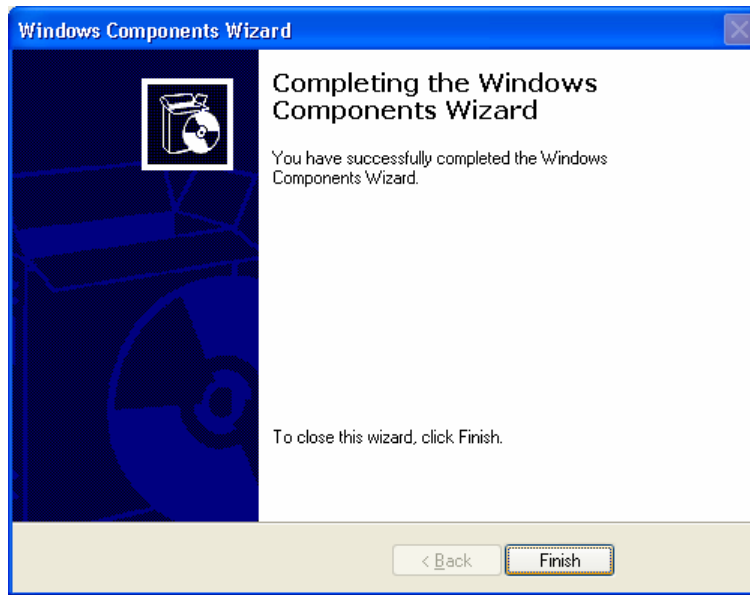 Windows Components Wizard
Completing the Windows
Components Wizard
You have successfully completed the Windows
Components Wizard.
To close this wizard, click Finish.
< Back
Finish